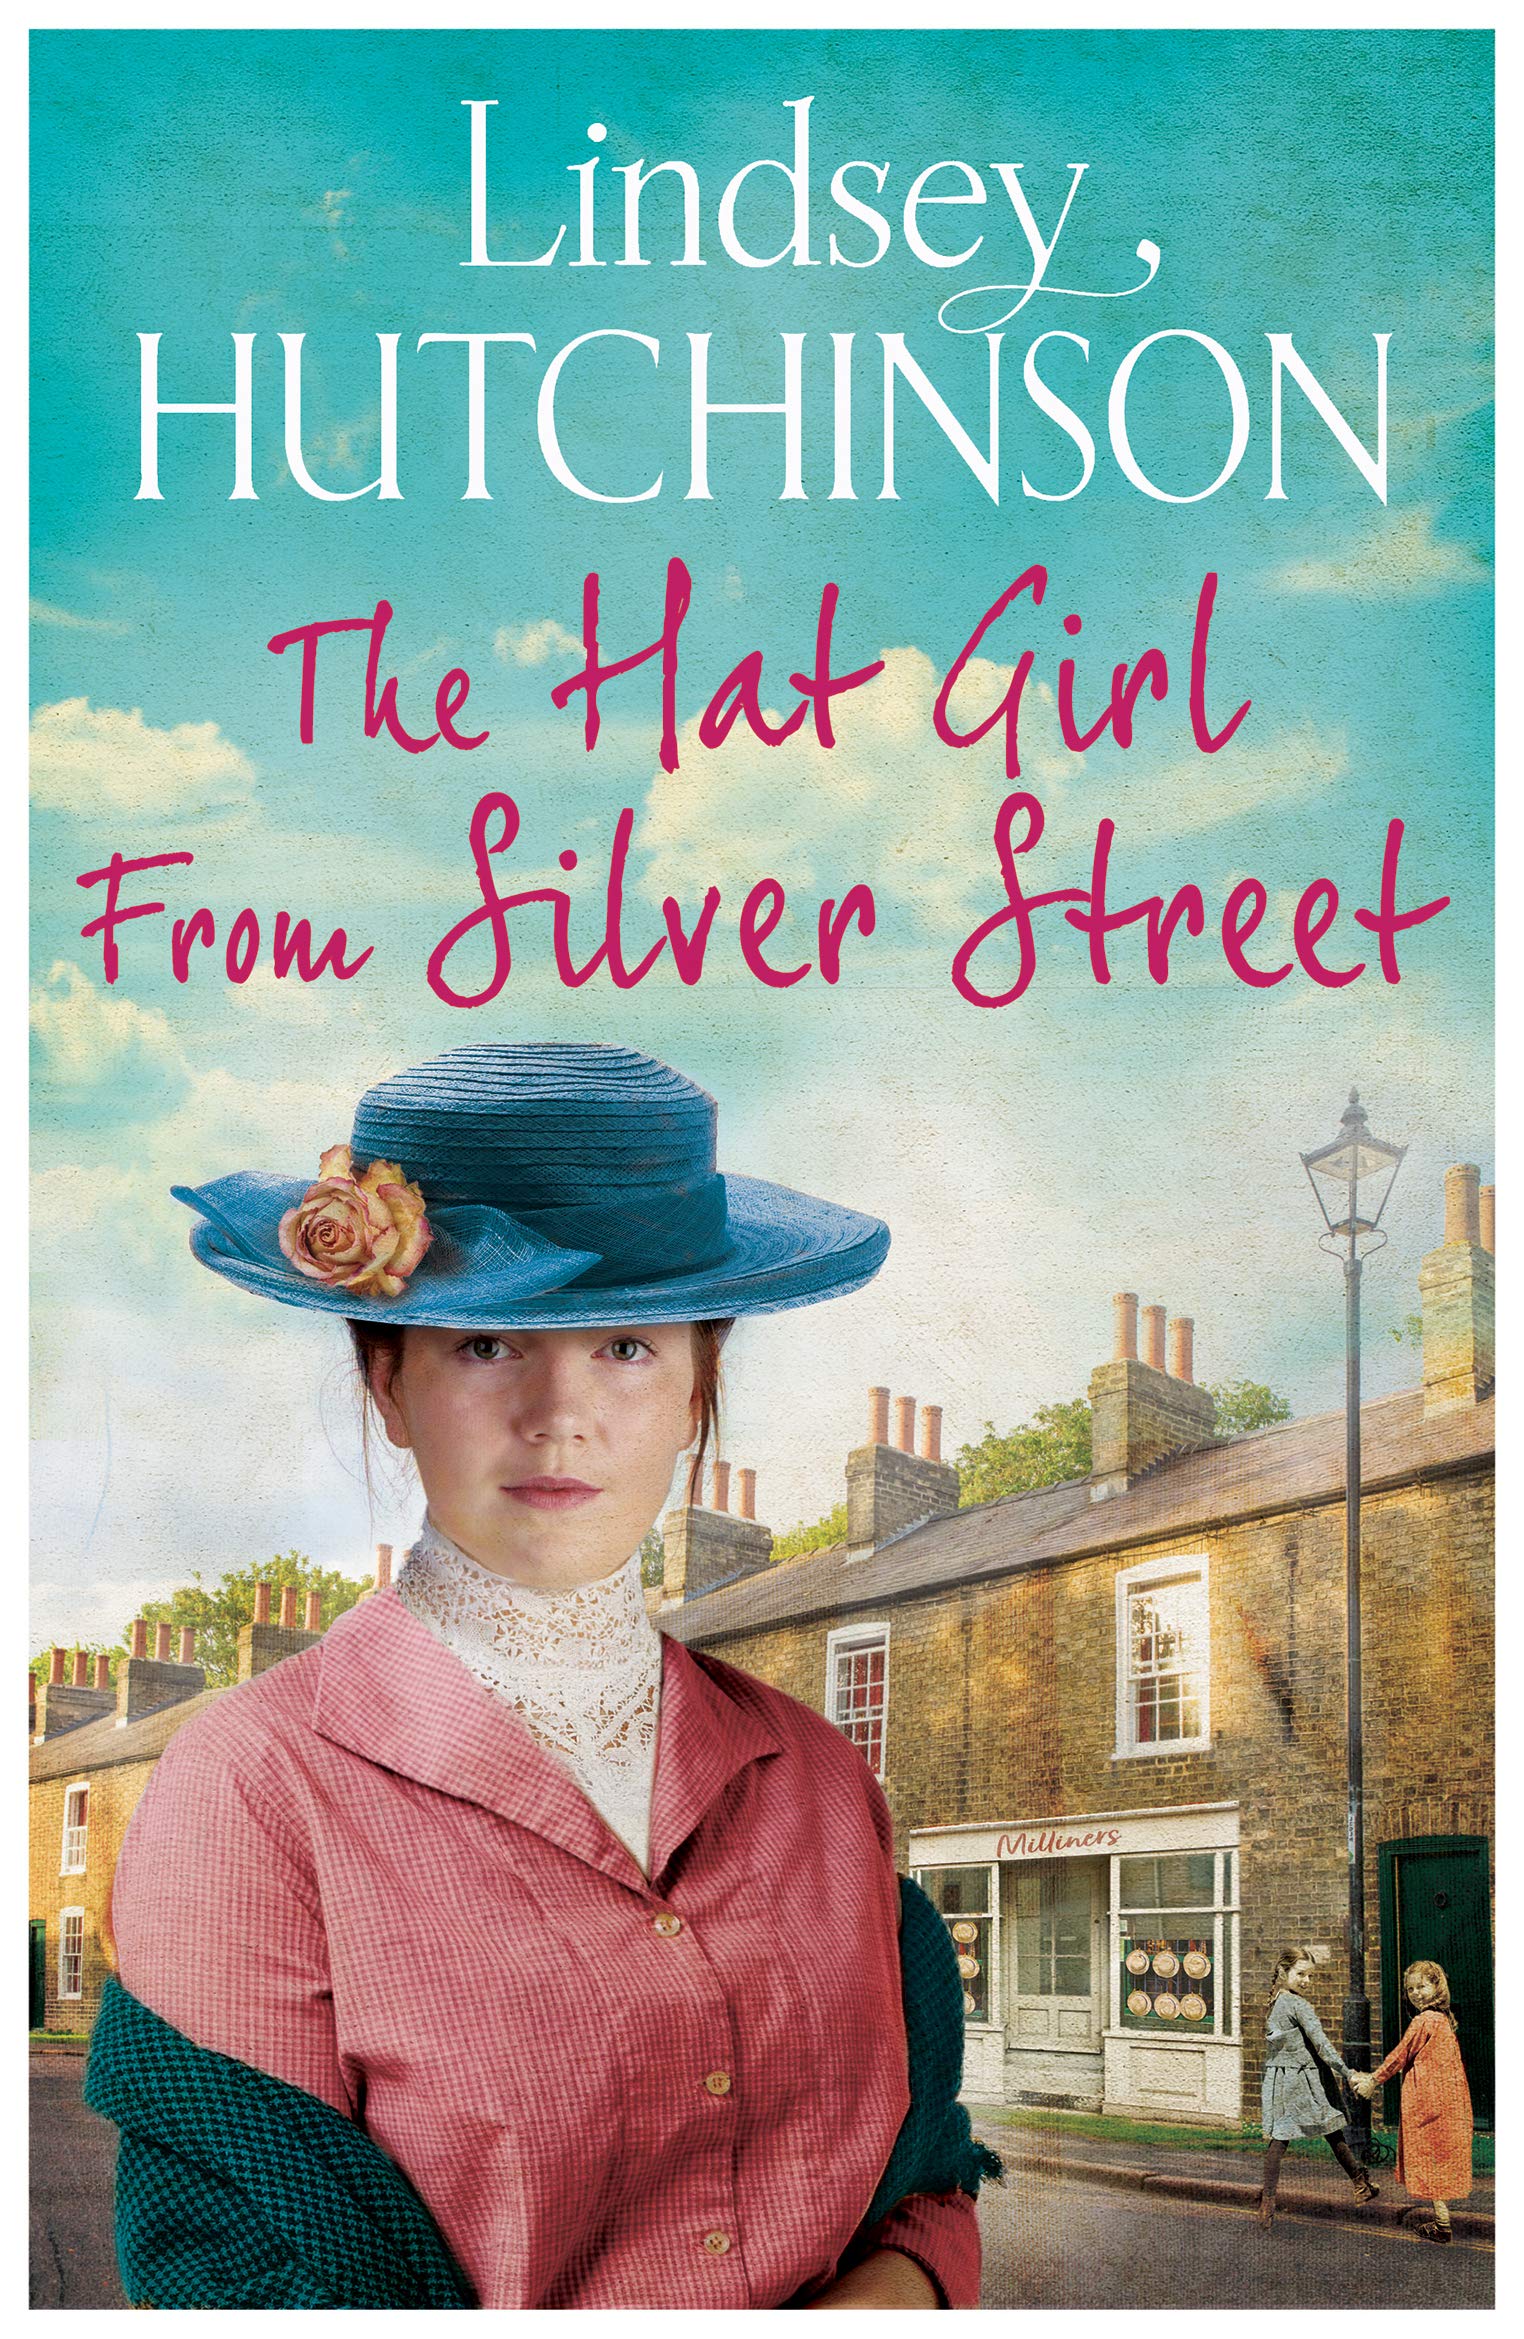 Lindsey
HUTCHINSON
The Hat Girl
From Silver Street
Milliners